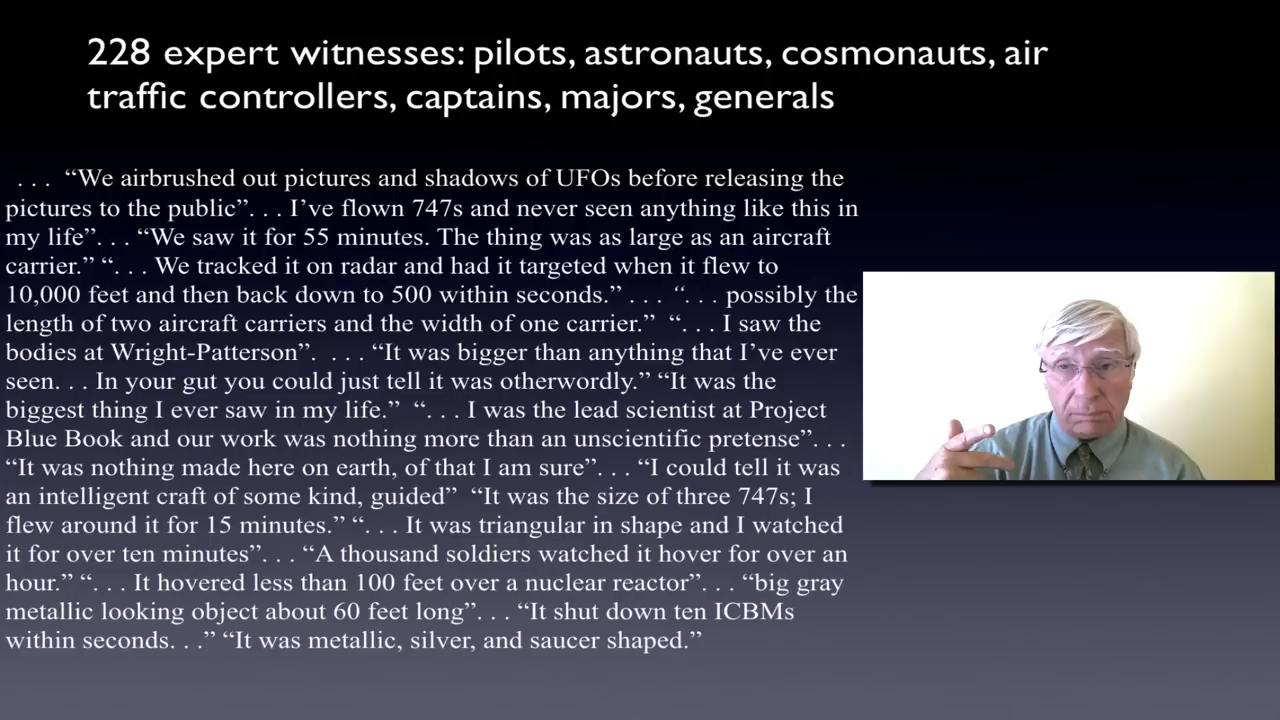 228 expert witnesses: pilots, astronauts, cosmonauts, air
traffic controllers, captains, majors, generals
. . . “We airbrushed out pictures and shadows of UFOs before releasing the
pictures to the public”. . . I’ve flown 747s and never seen anything like this in
my life”. . . “We saw it for 55 minutes. The thing was as large as an aircraft
carrier.” “. . . We tracked it on radar and had it targeted when it flew to
10,000 feet and then back down to 500 within seconds.” . . . “. . . possibly the
length of two aircraft carriers and the width of one carrier.” “. . . I saw the
bodies at Wright-Patterson”. . . . “It was bigger than anything that I’ve ever
seen. . . In your gut you could just tell it was otherwordly.” “It was the
biggest thing I ever saw in my life.” “. . . I was the lead scientist at Project
Blue Book and our work was nothing more than an unscientific pretense”. . .
“It was nothing made here on earth, of that I am sure”. . . “I could tell it was
an intelligent craft of some kind, guided” “It was the size of three 747s; I
flew around it for 15 minutes.” “. . . It was triangular in shape and I watched
it for over ten minutes”. . . “A thousand soldiers watched it hover for over an
hour.” “. . . It hovered less than 100 feet over a nuclear reactor”. . . “big gray
metallic looking object about 60 feet long”. . . “It shut down ten ICBMs
within seconds. . .” “It was metallic, silver, and saucer shaped.”